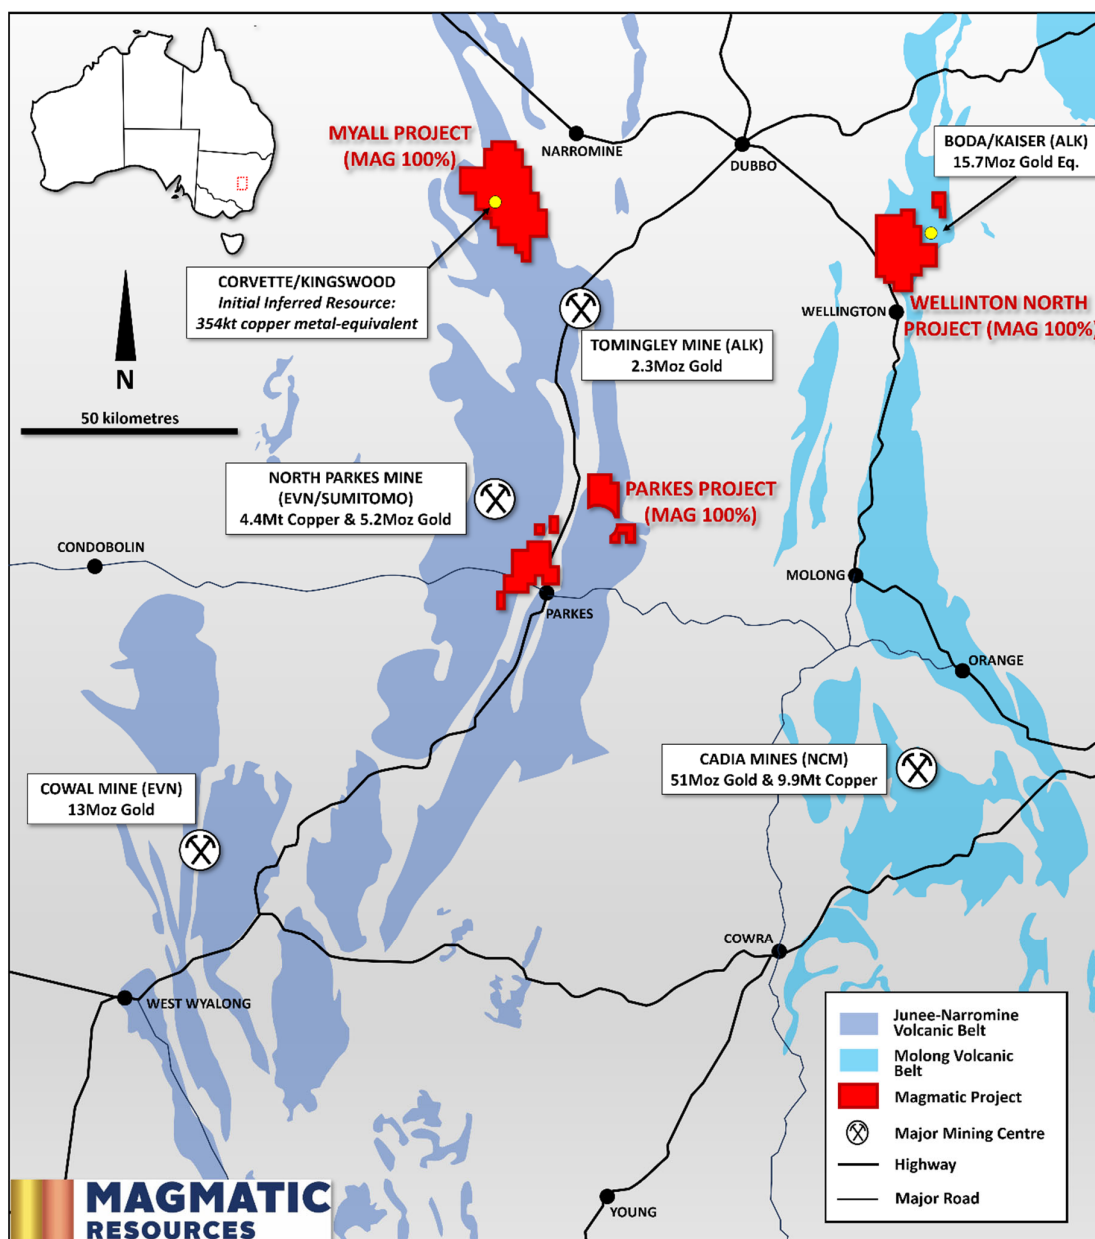 MYALL PROJECT
(MAG 100%)
NARROMINE
DUBBO
BODA/KAISER (ALK)
15.7Moz Gold Eq.
CORVETTE/KINGSWOOD
Initial Inferred Resource:
354kt copper metal-equivalent
WELLINGTON
WELLINTON NORTH
PROJECT (MAG 100%)
TOMINGLEY MINE (ALK)
2.3Moz Gold
N
50 kilometres
NORTH PARKES MINE
(EVN/SUMITOMO)
4.4Mt Copper & 5.2Moz Gold
PARKES PROJECT
(MAG 100%)
CONDOBOLIN
MOLONG
PARKES
ORANGE
CADIA MINES (NCM)
51Moz Gold & 9.9Mt Copper
COWAL MINE (EVN)
13Moz Gold
COWRA
WEST WYALONG
YOUNG
Junee-Narromine
Volcanic Belt
Molong Volcanic
Belt
Magmatic Project
Major Mining Centre
Highway
Major Road
MAGMATIC
RESOURCES